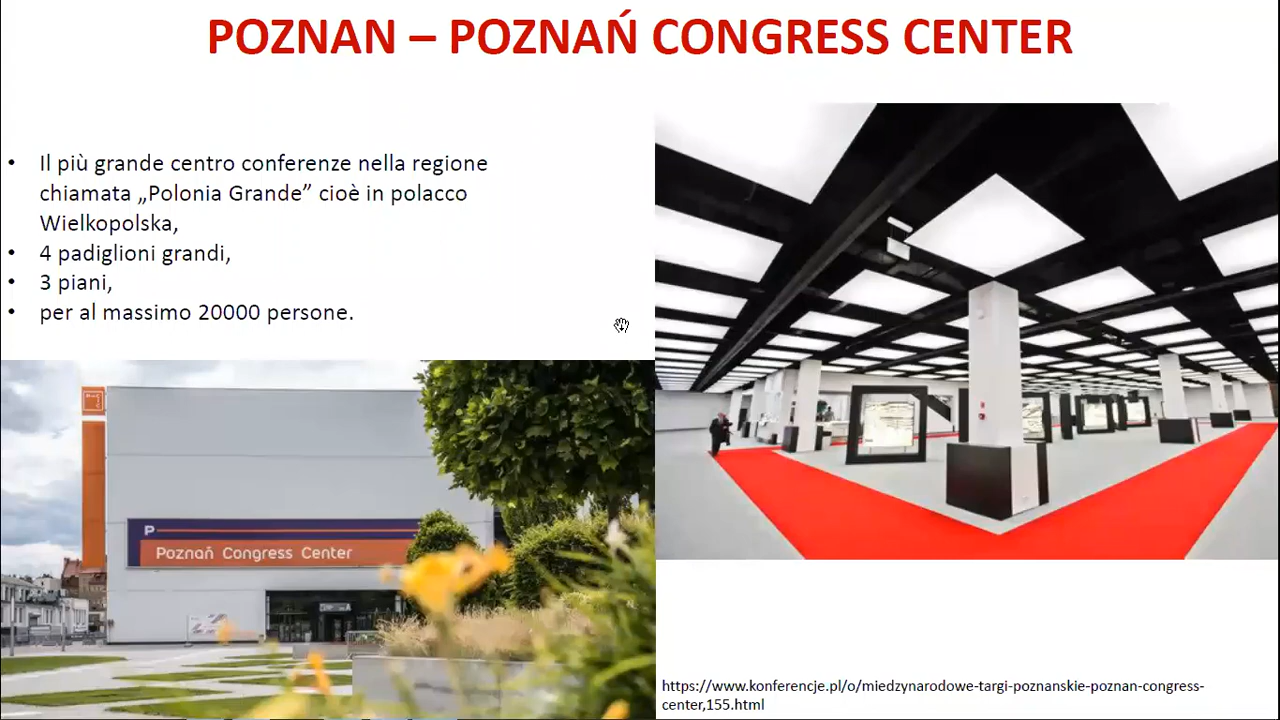 POZNAN – POZNAŃ CONGRESS CENTER
• Il più grande centro conferenze nella regione
chiamata „Polonia Grande” cioè in polacco
Wielkopolska,
• 4 padiglioni grandi,
• 3 piani,
• per al massimo 20000 persone.
P
Poznań Congress Center
https://www.konferencje.pl/o/miedzynarodowe-targi-poznanskie-poznan-congress-
center,155.html